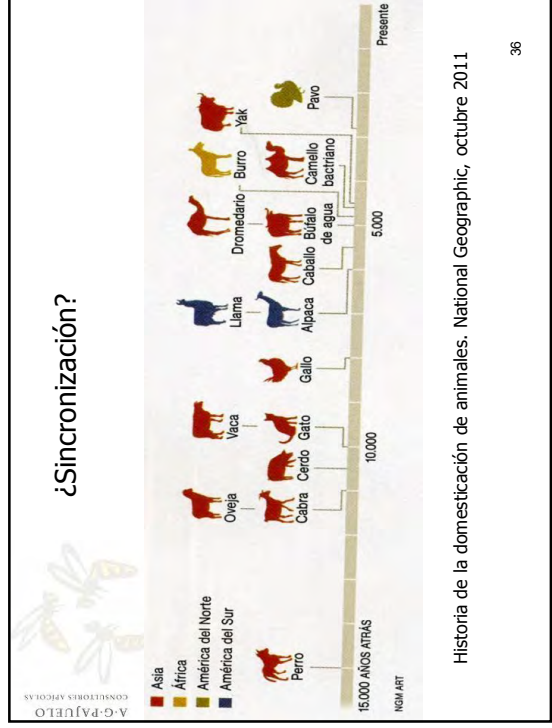 A·G·PAJUELO
CONSULTORES APÍCOLAS
¿Sincronización?
Asia
África
América del Norte
América del Sur
Perro
Oveja
Cabra
Cerdo
Vaca
Gato
Gallo
Llama
Alpaca
Caballo
Dromedario
Búfalo
de agua
Burro
Camello
bactriano
Yak
Pavo
15.000 AÑOS ATRÁS
10.000
5.000
Presente
NGM ART
Historia de la domesticación de animales. National Geographic, octubre 2011
36